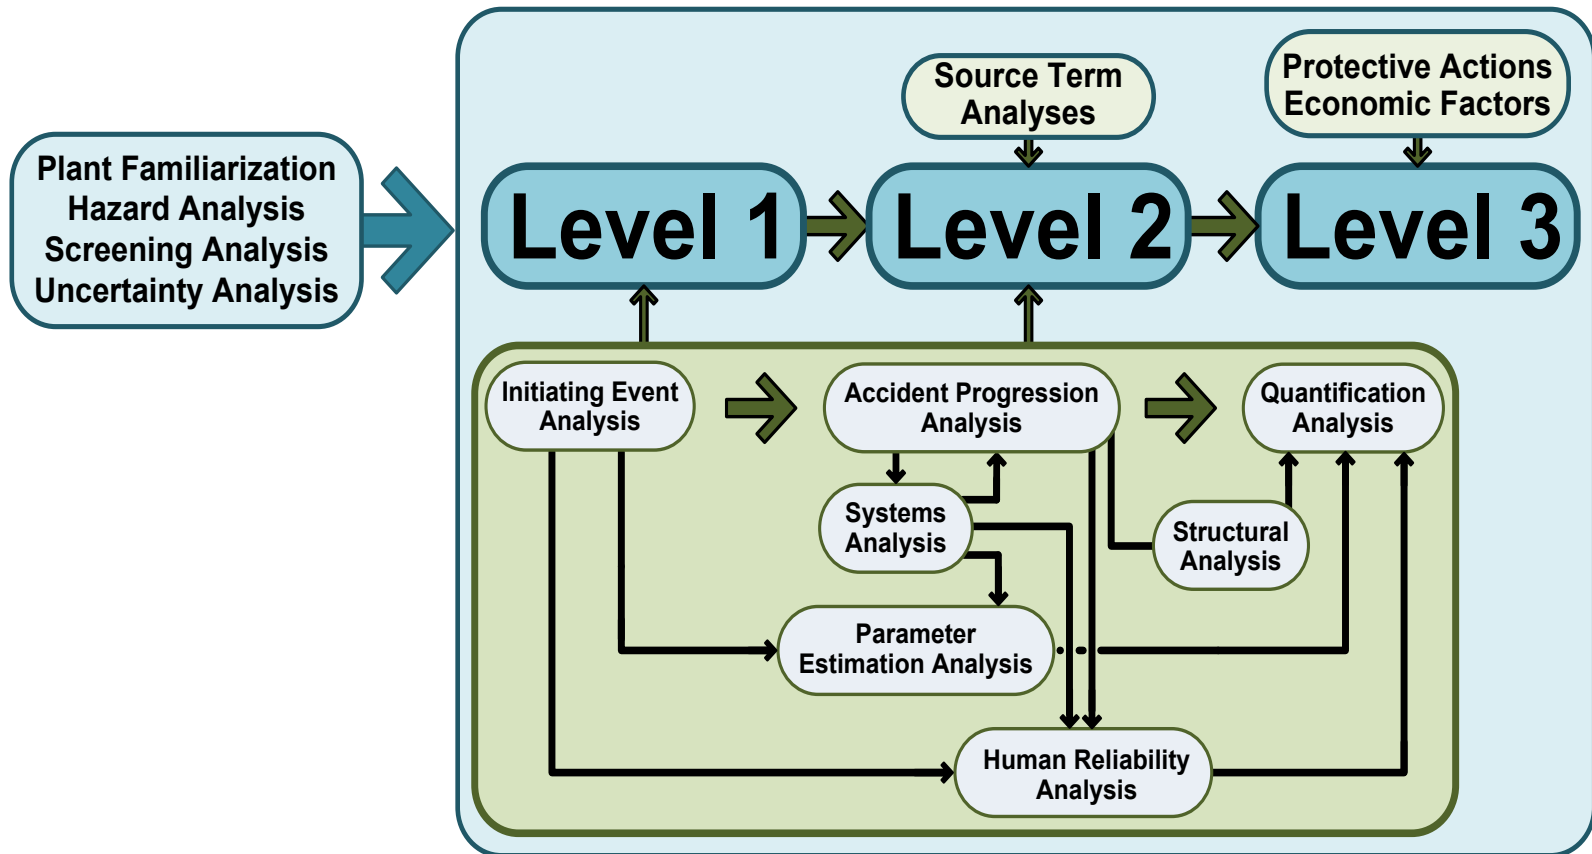 Source Term
Analyses
Protective Actions
Economic Factors
Plant Familiarization
Hazard Analysis
Screening Analysis
Uncertainty Analysis
Level 1
Level 2
Level 3
Initiating Event
Analysis
Accident Progression
Analysis
Quantification
Analysis
Systems
Analysis
Structural
Analysis
Parameter
Estimation Analysis
Human Reliability
Analysis